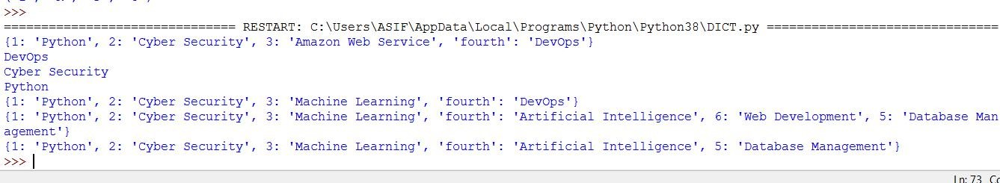 >>>
=============================== RESTART: C:\Users\ASIF\AppData\Local\Programs\Python\Python38\DICT.py ===============================
{1: 'Python', 2: 'Cyber Security', 3: 'Amazon Web Service', 'fourth': 'DevOps'}
DevOps
Cyber Security
Python
{1: 'Python', 2: 'Cyber Security', 3: 'Machine Learning', 'fourth': 'DevOps'}
{1: 'Python', 2: 'Cyber Security', 3: 'Machine Learning', 'fourth': 'Artificial Intelligence', 6: 'Web Development', 5: 'Database Man
agement'}
{1: 'Python', 2: 'Cyber Security', 3: 'Machine Learning', 'fourth': 'Artificial Intelligence', 5: 'Database Management'}
>>>
Ln: 73